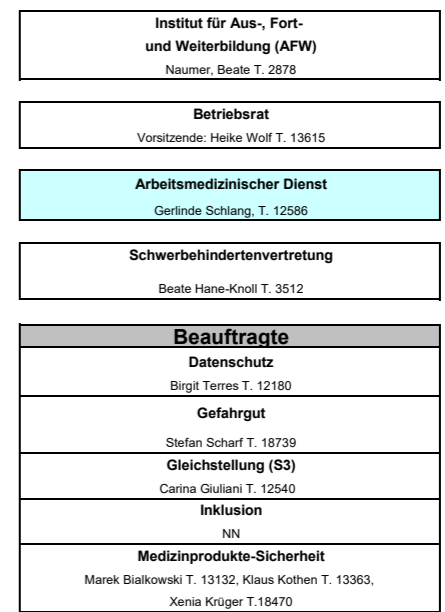 Institut für Aus-, Fort-
und Weiterbildung (AFW)
Naumer, Beate T. 2878
Betriebsrat
Vorsitzende: Heike Wolf T. 13615
Arbeitsmedizinischer Dienst
Gerlinde Schlang, T. 12586
Schwerbehindertenvertretung
Beate Hane-Knoll T. 3512
Beauftragte
Datenschutz
Birgit Terres T. 12180
Gefahrgut
Stefan Scharf T. 18739
Gleichstellung (S3)
Carina Giuliani T. 12540
Inklusion
NN
Medizinprodukte-Sicherheit
Marek Bialkowski T. 13132, Klaus Kothen T. 13363,
Xenia Krüger T.18470